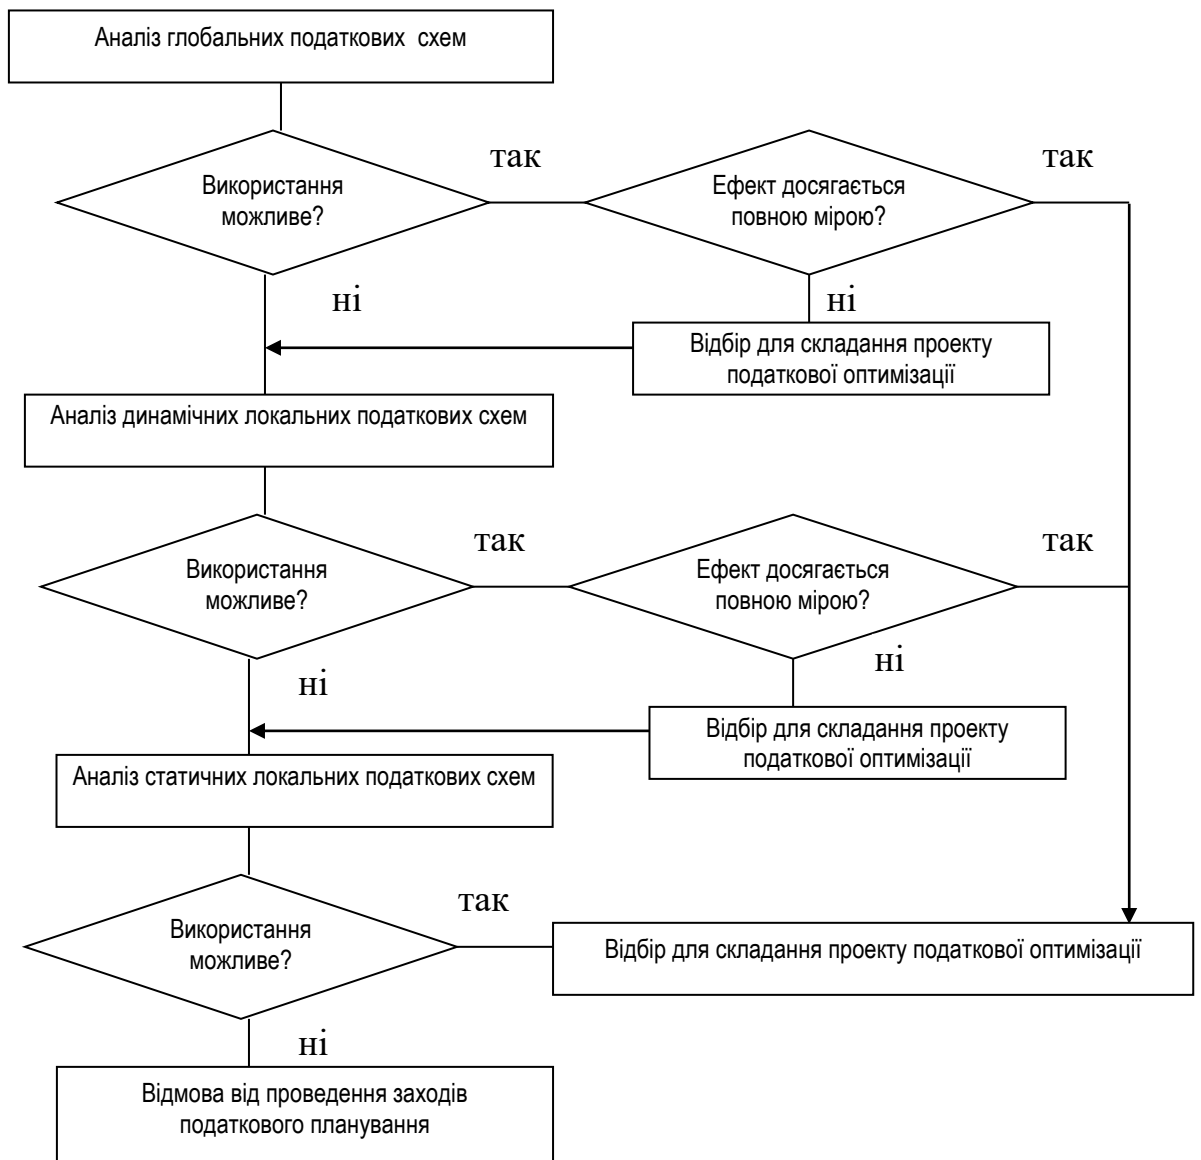 Аналіз глобальних податкових схем
так
так
Використання
можливе?
Ефект досягається
повною мірою?
ні
ні
Відбір для складання проекту
податкової оптимізації
Аналіз динамічних локальних податкових схем
так
так
Використання
можливе?
Ефект досягається
повною мірою?
ні
ні
Відбір для складання проекту
податкової оптимізації
Аналіз статичних локальних податкових схем
так
Використання
можливе?
Відбір для складання проекту податкової оптимізації
ні
Відмова від проведення заходів
податкового планування